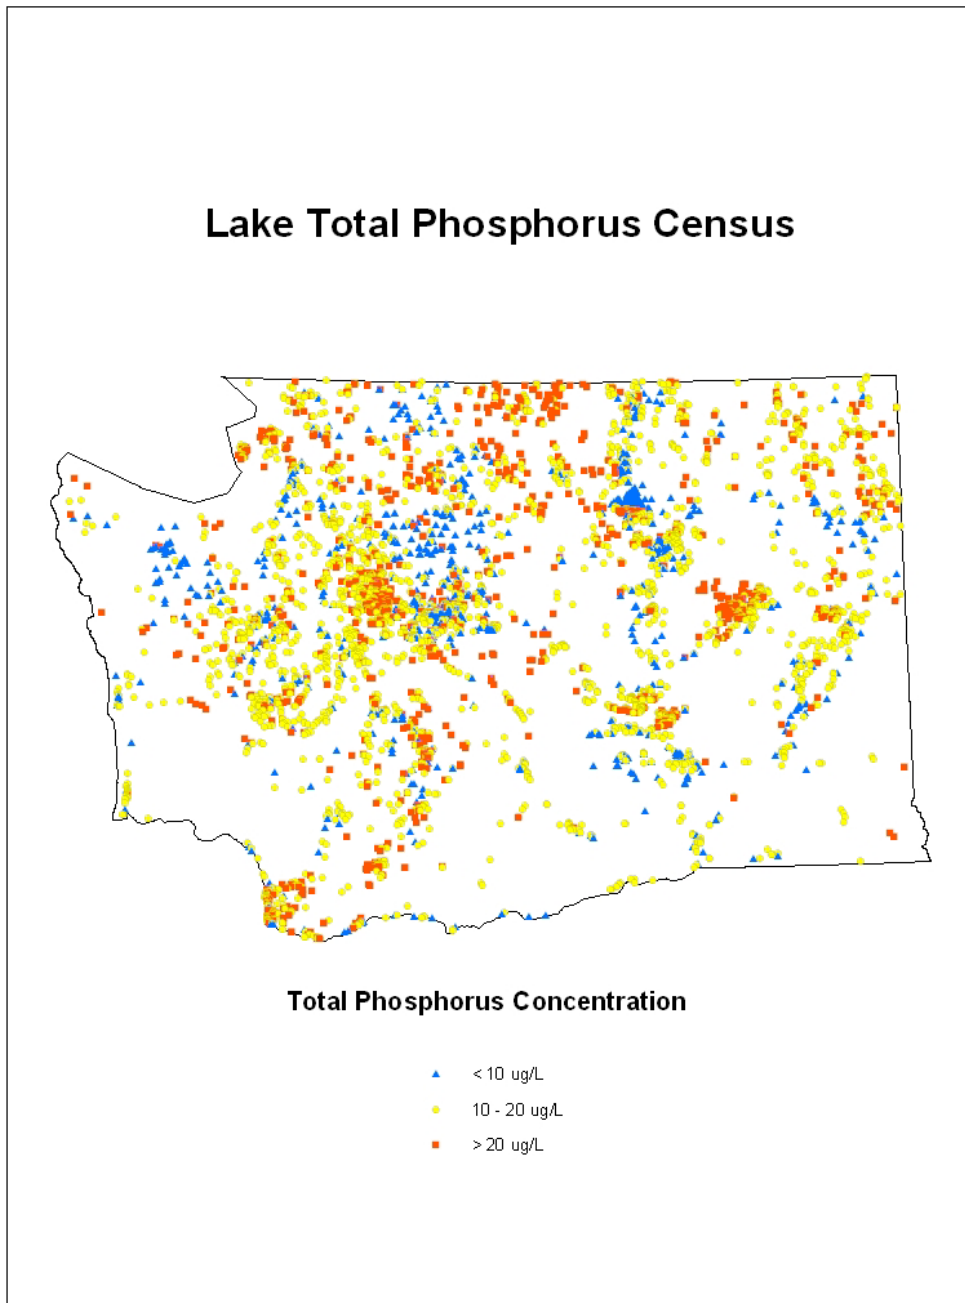 Lake Total Phosphorus Census
Total Phosphorus Concentration
< 10 ug/L
10 - 20 ug/L
> 20 ug/L